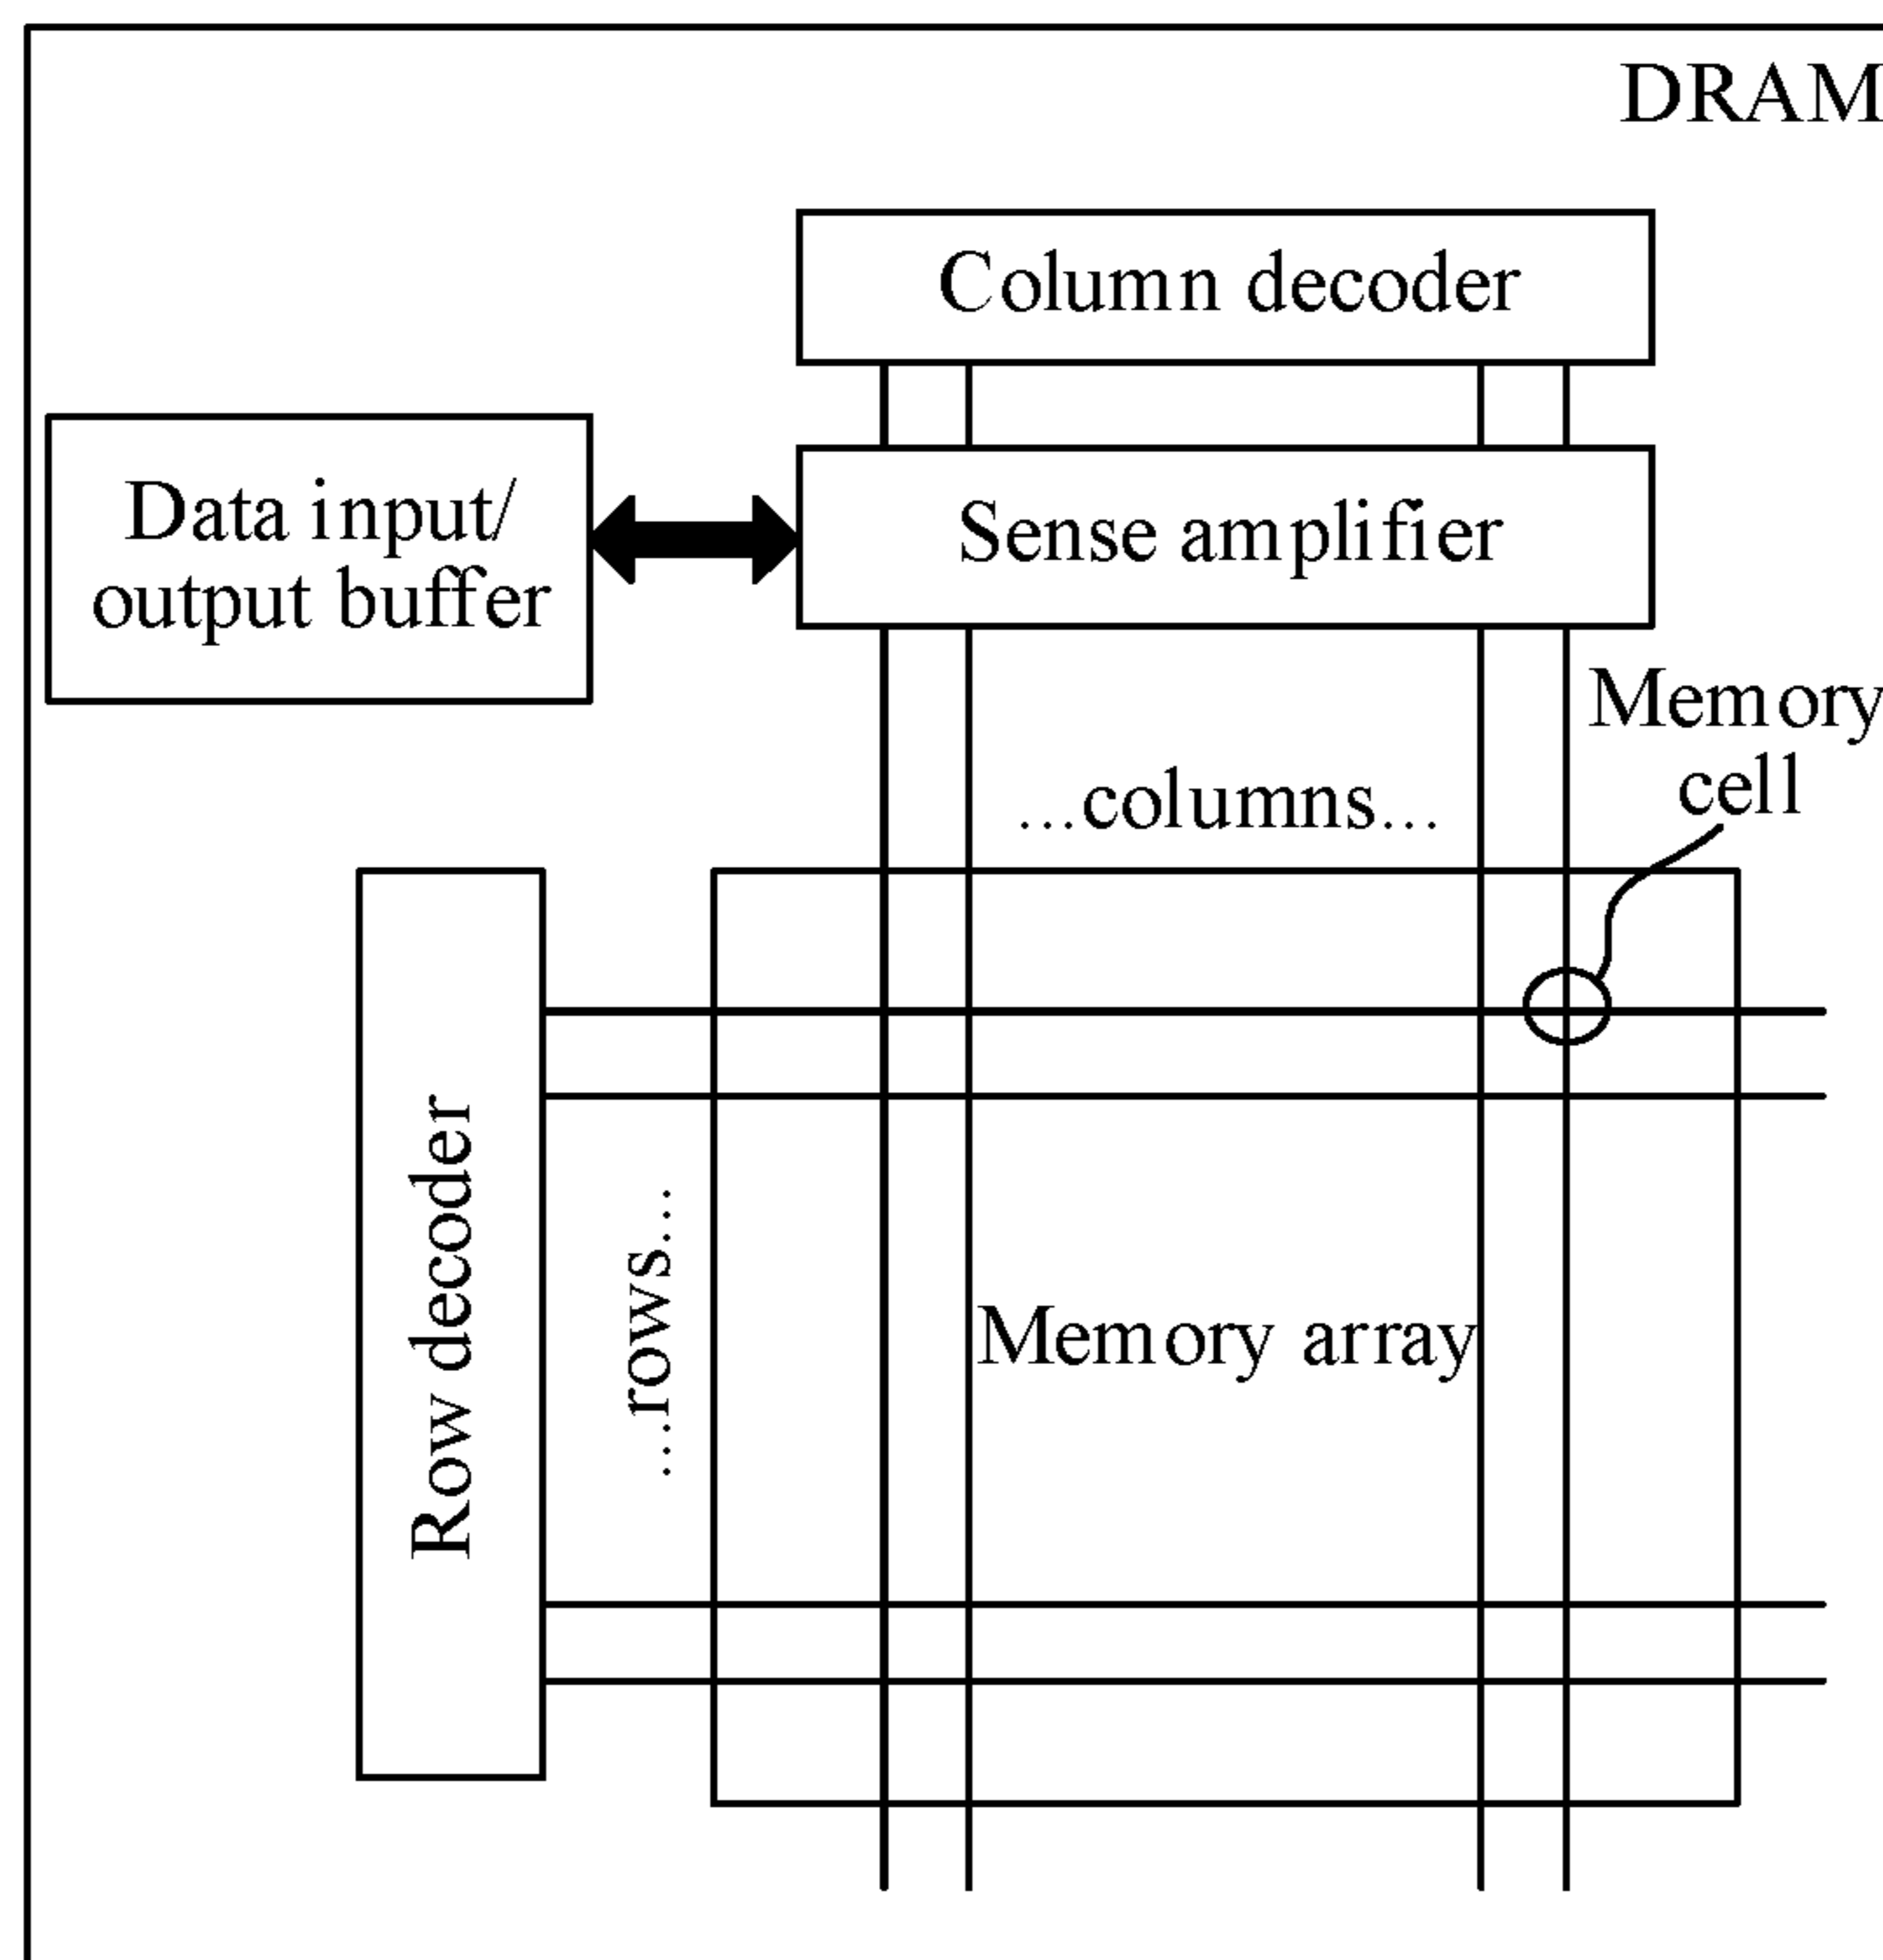 DRAM
Column decoder
Data input/
output buffer
Sense amplifier
Memory
cell
...columns...
Row decoder
...rows...
Memory array